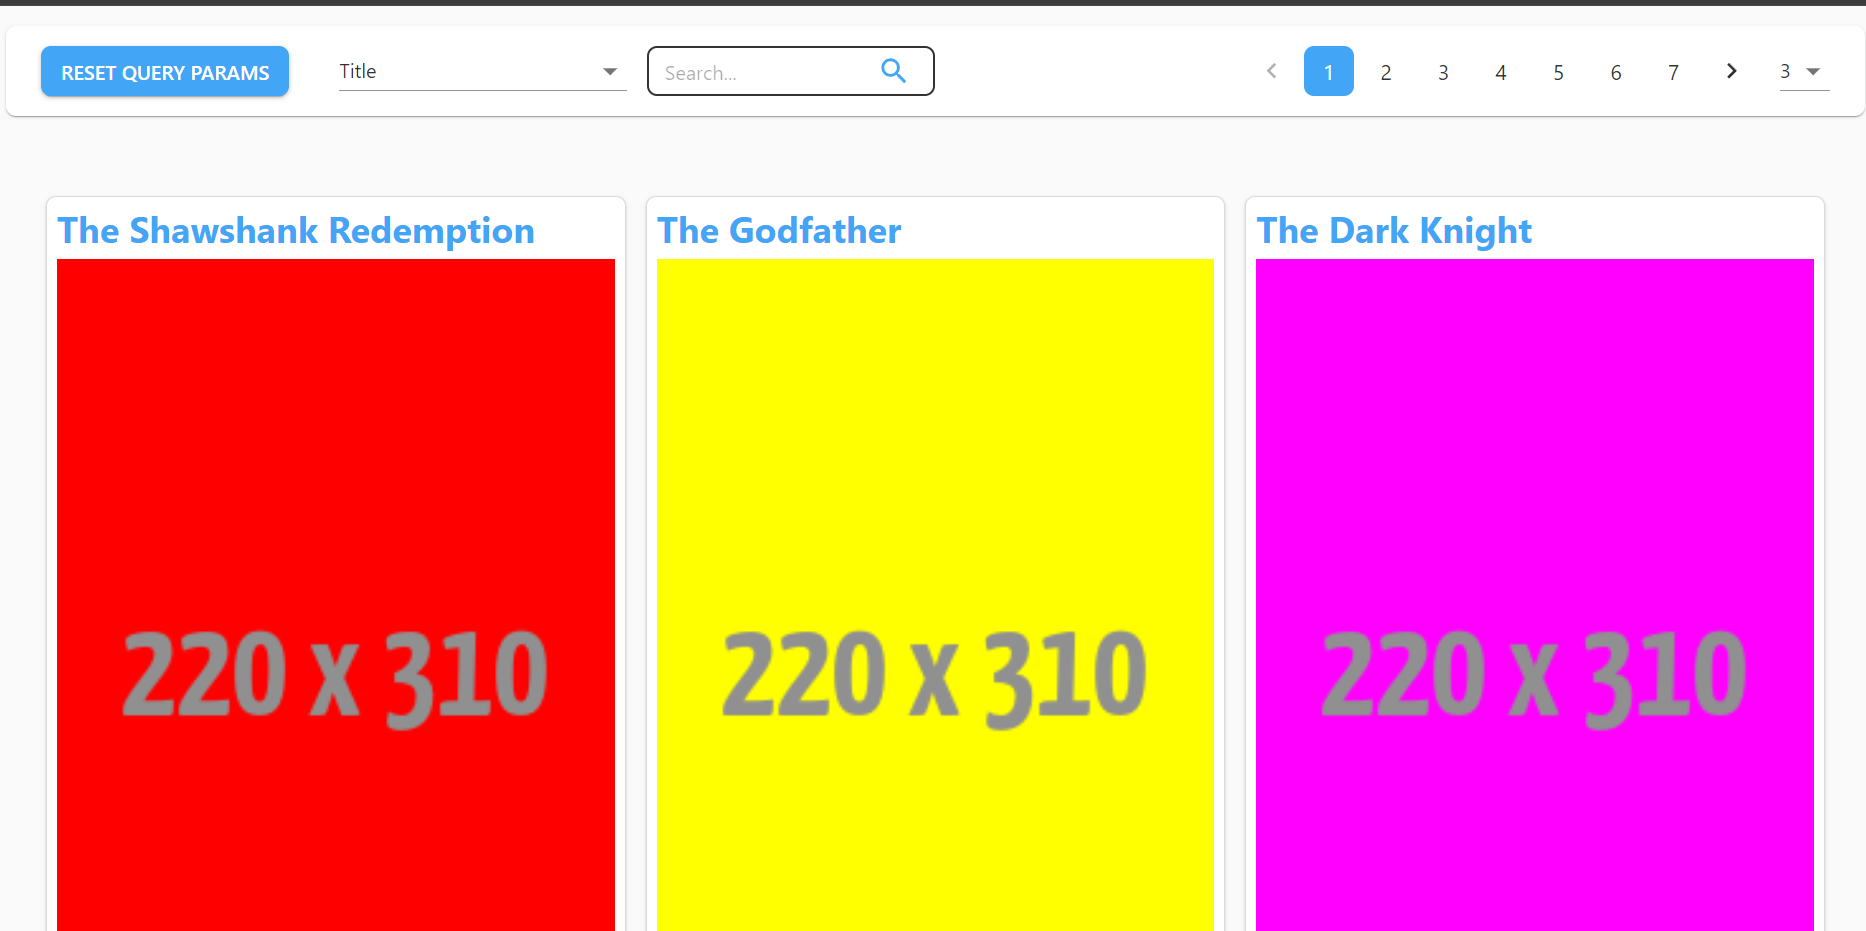 RESET QUERY PARAMS Title Search... 1 2 3 4 5 6 7 3
The Shawshank Redemption
The Godfather
The Dark Knight
220 x 310
220 x 310
220 x 310